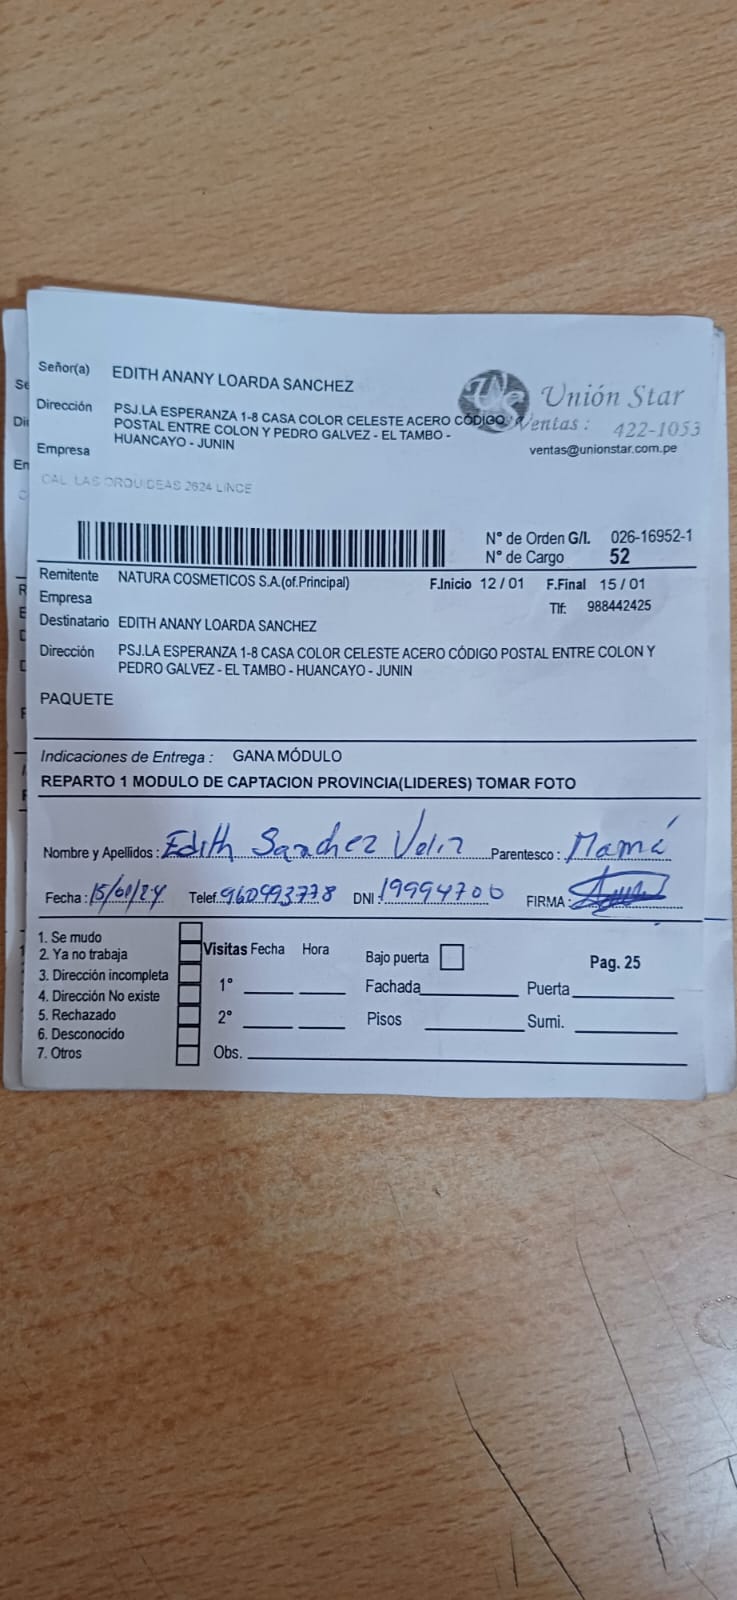 Señor(a) EDITH ANANY LOARDA SANCHEZ
Unión Star
Dirección PSJ.LA ESPERANZA 1-8 CASA COLOR CELESTE ACERO CÓDIGO
POSTAL ENTRE COLON Y PEDRO GALVEZ - EL TAMBO -
HUANCAYO - JUNIN
Ventas : 422-1053
ventas@unionstar.com.pe
Empresa
CAL LAS ORQUIDEAS 2624 LINCE
N° de Orden G/I. 026-16952-1
N° de Cargo 52
Remitente NATURA COSMETICOS S.A.(of.Principal) F.Inicio 12 / 01 F.Final 15 / 01
Empresa Tlf: 988442425
Destinatario EDITH ANANY LOARDA SANCHEZ
Dirección PSJ.LA ESPERANZA 1-8 CASA COLOR CELESTE ACERO CÓDIGO POSTAL ENTRE COLON Y
PEDRO GALVEZ - EL TAMBO - HUANCAYO - JUNIN
PAQUETE
Indicaciones de Entrega : GANA MÓDULO
REPARTO 1 MODULO DE CAPTACION PROVINCIA(LIDERES) TOMAR FOTO
Nombre y Apellidos : Edith Sanchez Veliz Parentesco : Mamá
Fecha : 15/01/24 Telef. 960993778 DNI 19994700 FIRMA :
1. Se mudo
2. Ya no trabaja
3. Dirección incompleta
4. Dirección No existe
5. Rechazado
6. Desconocido
7. Otros
Visitas Fecha Hora Bajo puerta Pag. 25
1° Fachada Puerta
2° Pisos Sumi.
Obs.